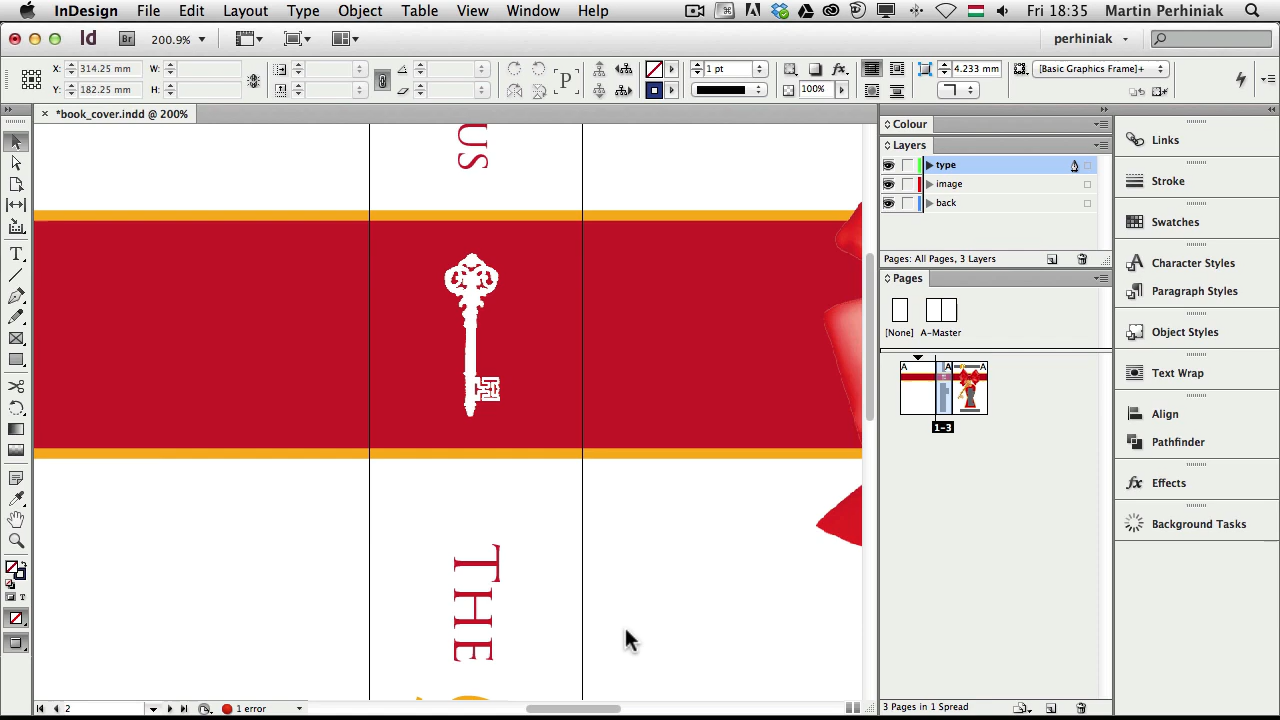 InDesign File Edit Layout Type Object Table View Window Help Fri 18:35 Martin Perhiniak
Id Br 200.9% perhiniak
X: 314.25 mm W: 1 pt fx 4.233 mm [Basic Graphics Frame]+
Y: 182.25 mm H: P 100%
× *book_cover.indd @ 200%
Colour
Layers
type
image
back
Pages: All Pages, 3 Layers
Pages
[None] A-Master
A A A
1-3
3 Pages in 1 Spread
Links
Stroke
Swatches
Character Styles
Paragraph Styles
Object Styles
Text Wrap
Align
Pathfinder
Effects
Background Tasks
US
THE
2 1 error